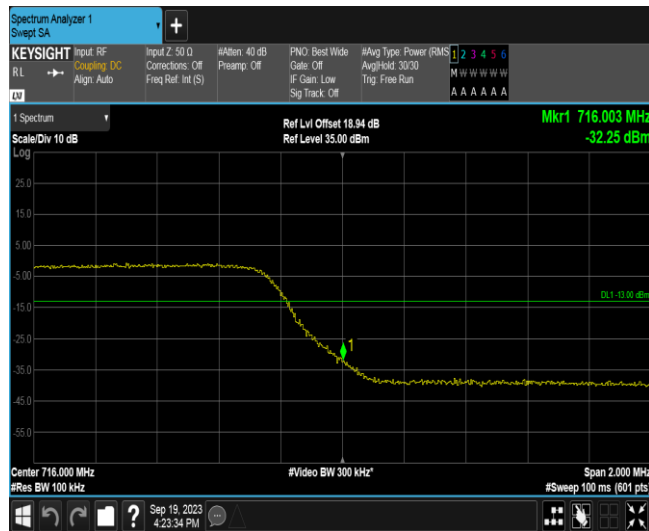 Spectrum Analyzer 1
Swept SA
KEYSIGHT
RL
LXI
Input: RF
Coupling: DC
Align: Auto
Input Z: 50 Ω
Corrections: Off
Freq Ref: Int (S)
#Atten: 40 dB
Preamp: Off
PNO: Best Wide
Gate: Off
IF Gain: Low
Sig Track: Off
#Avg Type: Power (RMS
Avg|Hold: 30/30
Trig: Free Run
1 2 3 4 5 6
M W W W W W
A A A A A A
1 Spectrum
Scale/Div 10 dB
Log
Ref Lvl Offset 18.94 dB
Ref Level 35.00 dBm
Mkr1 716.003 MHz
-32.25 dBm
25.0
15.0
5.00
-5.00
-15.0
-25.0
-35.0
-45.0
-55.0
DL1 -13.00 dBm
1
Center 716.000 MHz
#Res BW 100 kHz
#Video BW 300 kHz*
Span 2.000 MHz
#Sweep 100 ms (601 pts)
?
Sep 19, 2023
4:23:34 PM